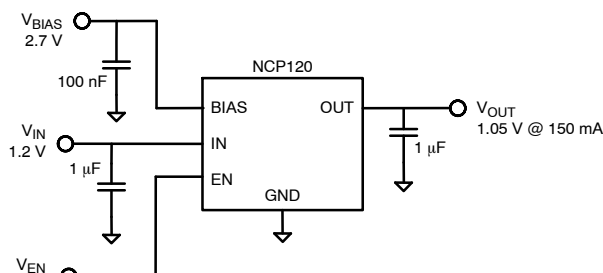 VBIAS
2.7 V
100 nF
NCP120
BIAS
OUT
VOUT
1.05 V @ 150 mA
VIN
1.2 V
IN
1 μF
1 μF
EN
GND
VEN